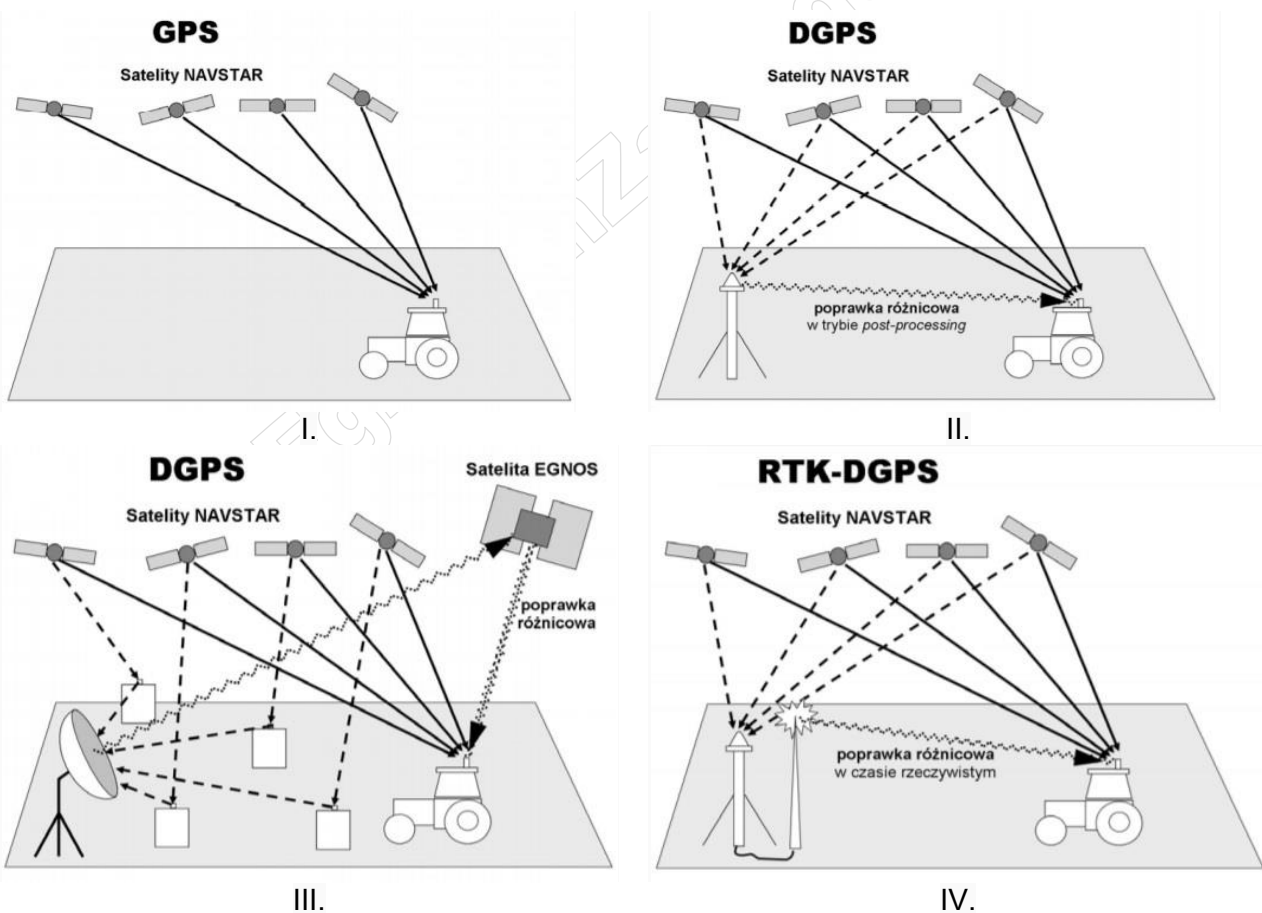 GPS
Satelity NAVSTAR
I.
DGPS
Satelity NAVSTAR
poprawka różnicowa
w trybie post-processing
II.
DGPS
Satelita EGNOS
Satelity NAVSTAR
poprawka
różnicowa
III.
RTK-DGPS
Satelity NAVSTAR
poprawka różnicowa
w czasie rzeczywistym
IV.